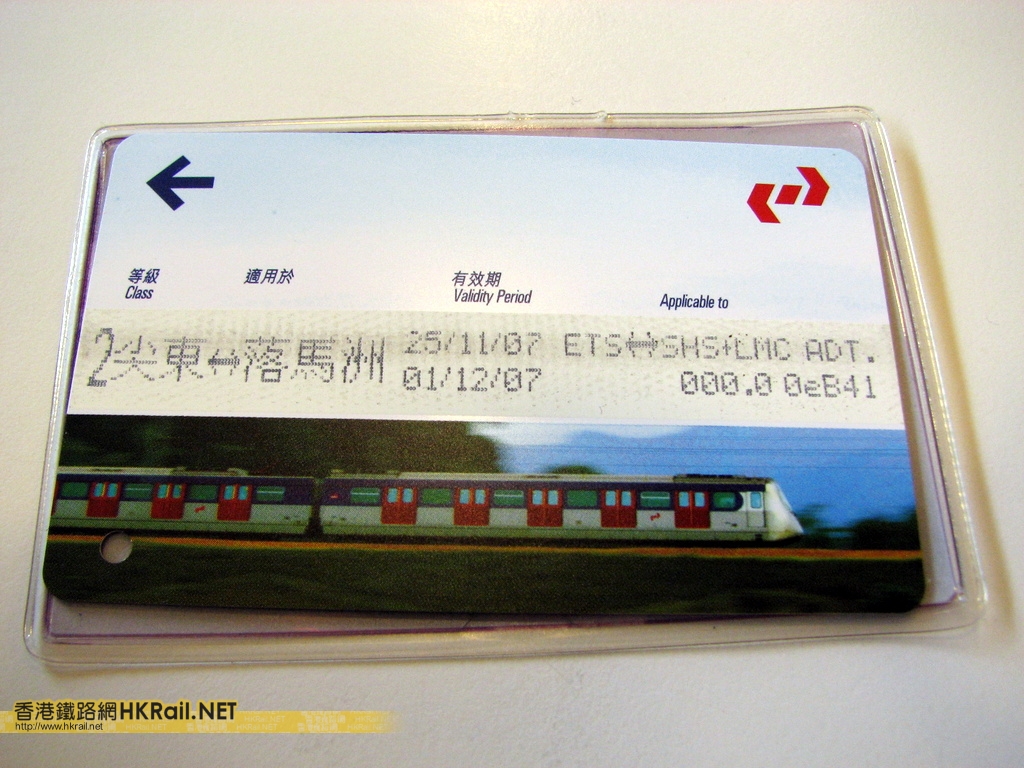 等級 適用於 有效期
Class Validity Period Applicable to
2 尖東↔落馬洲 25/11/07 ETS↔SHS+LMC ADT.
01/12/07 000.0 0eB41
香港鐵路網HKRail.NET
http://www.hkrail.net